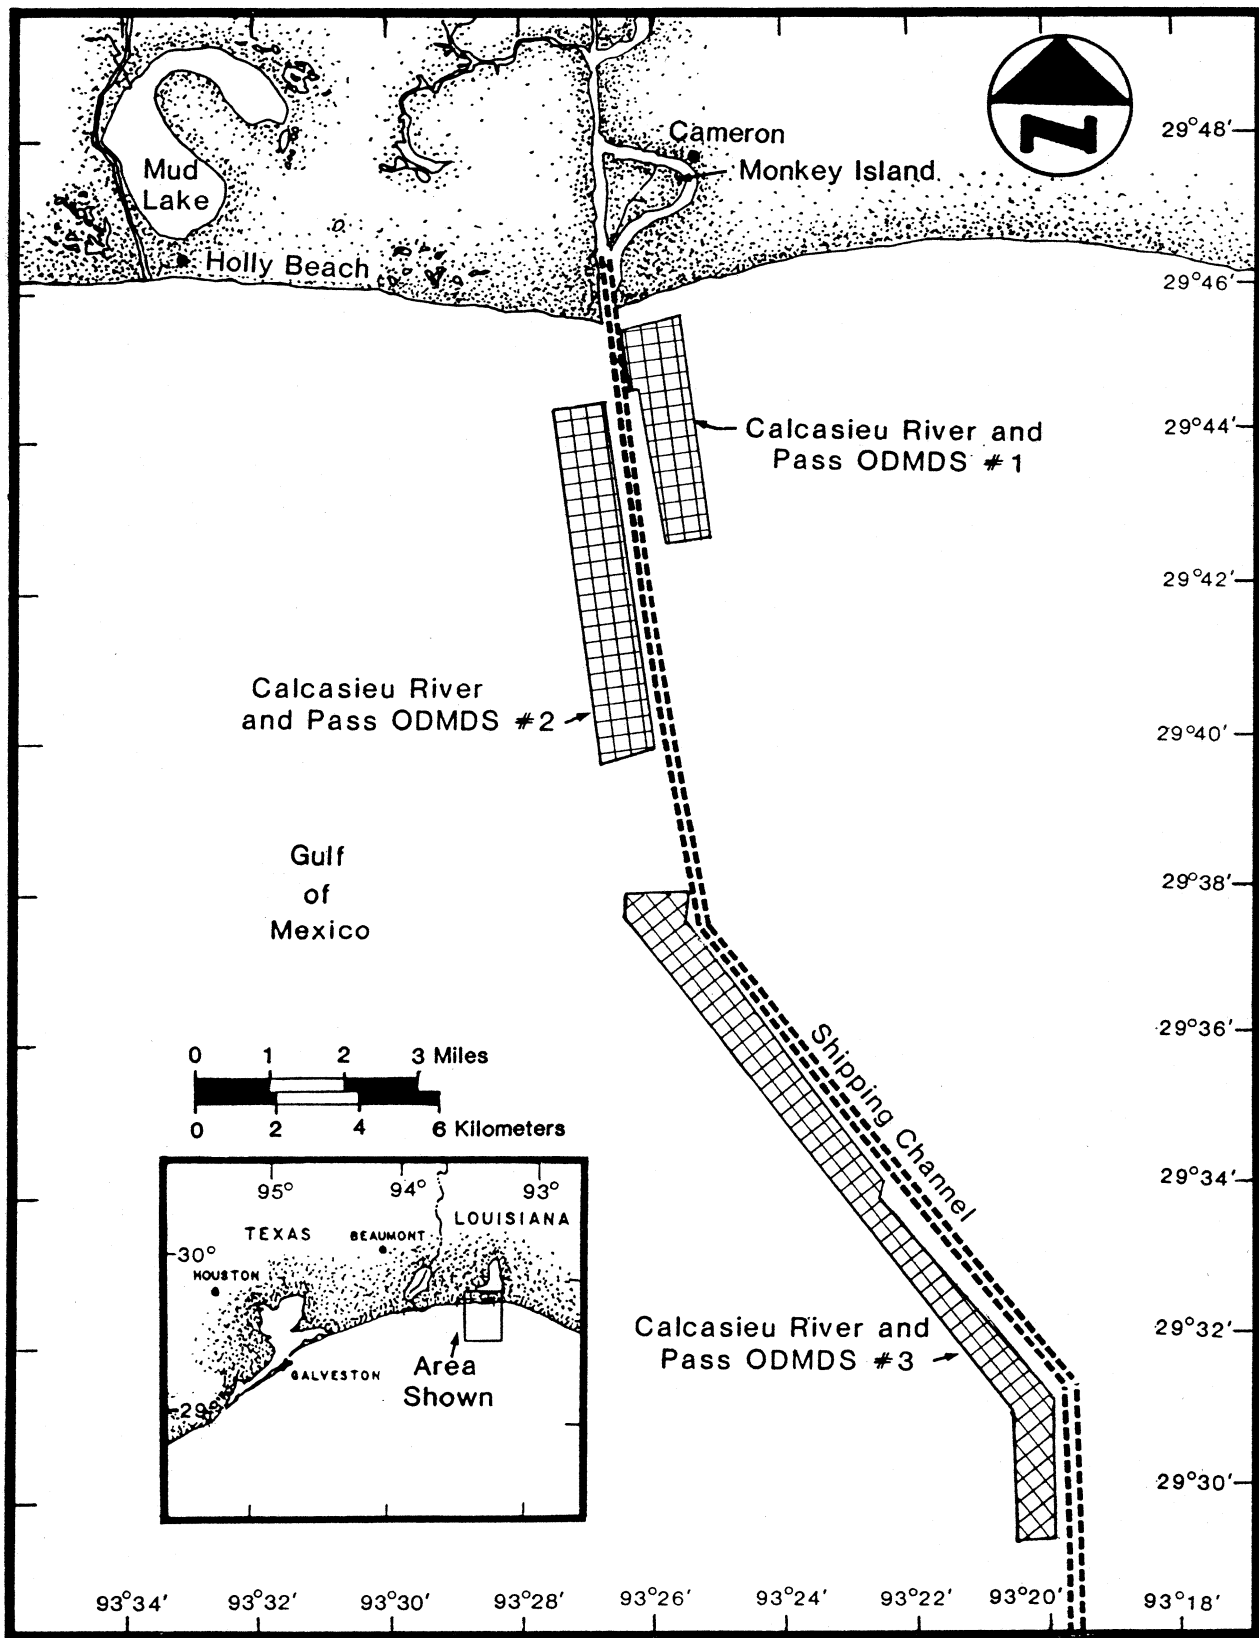 N
Cameron
29°48'
Monkey Island
Mud
Lake
Holly Beach
29°46'
Calcasieu River and
Pass ODMDS #1
29°44'
29°42'
Calcasieu River
and Pass ODMDS #2
29°40'
Gulf
of
Mexico
29°38'
Shipping Channel
29°36'
0 1 2 3 Miles
0 2 4 6 Kilometers
29°34'
95° 94° 93°
TEXAS
LOUISIANA
BEAUMONT
30°
HOUSTON
GALVESTON
29°
Area
Shown
Calcasieu River and
Pass ODMDS #3
29°32'
29°30'
93°34' 93°32' 93°30' 93°28' 93°26' 93°24' 93°22' 93°20' 93°18'